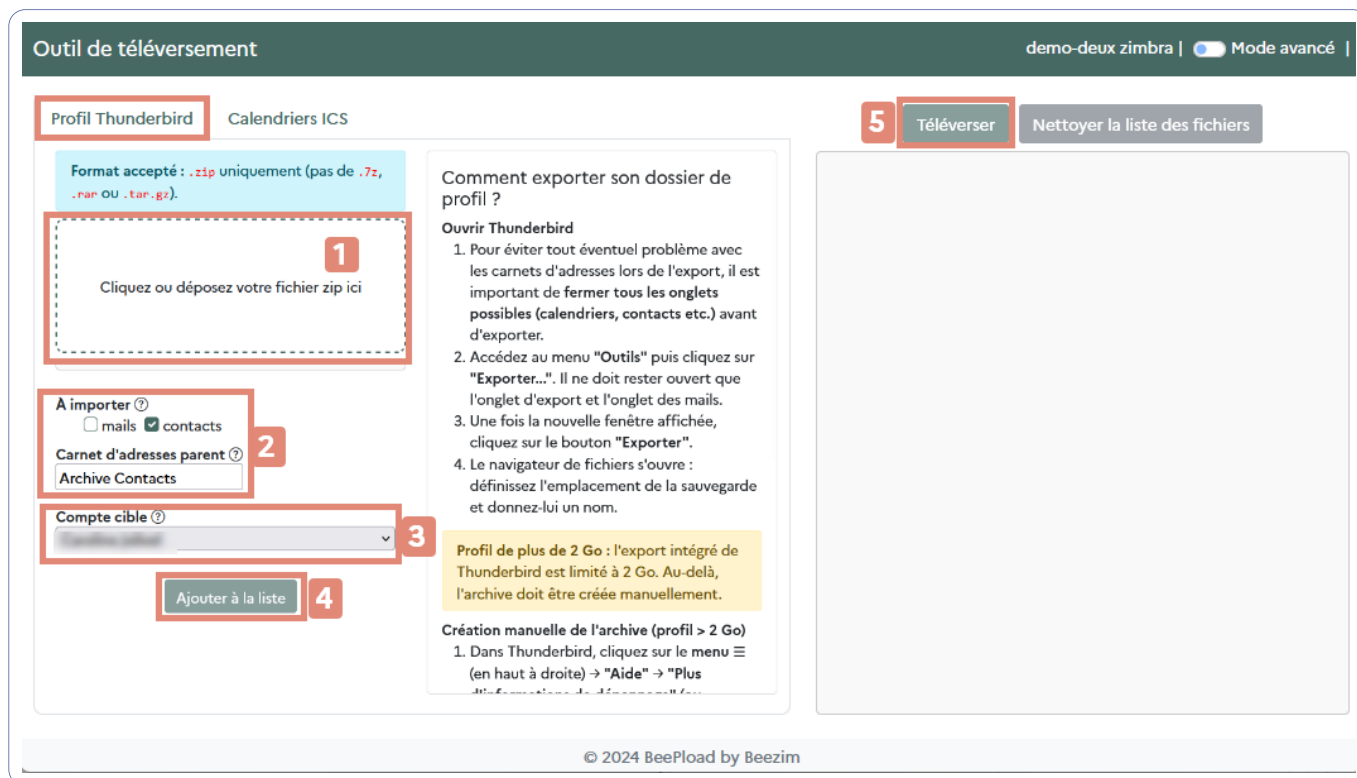 Outil de téléversement
demo-deux zimbra | Mode avancé |
Profil Thunderbird
Calendriers ICS
5
Téléverser
Nettoyer la liste des fichiers
Format accepté : .zip uniquement (pas de .7z,
.rar ou .tar.gz).
1
Cliquez ou déposez votre fichier zip ici
À importer ?
mails contacts
2
Carnet d'adresses parent ?
Archive Contacts
Compte cible ?
3
Ajouter à la liste
4
Comment exporter son dossier de
profil ?
Ouvrir Thunderbird
1. Pour éviter tout éventuel problème avec
les carnets d'adresses lors de l'export, il est
important de fermer tous les onglets
possibles (calendriers, contacts etc.) avant
d'exporter.
2. Accédez au menu "Outils" puis cliquez sur
"Exporter...". Il ne doit rester ouvert que
l'onglet d'export et l'onglet des mails.
3. Une fois la nouvelle fenêtre affichée,
cliquez sur le bouton "Exporter".
4. Le navigateur de fichiers s'ouvre :
définissez l'emplacement de la sauvegarde
et donnez-lui un nom.
Profil de plus de 2 Go : l'export intégré de
Thunderbird est limité à 2 Go. Au-delà,
l'archive doit être créée manuellement.
Création manuelle de l'archive (profil > 2 Go)
1. Dans Thunderbird, cliquez sur le menu ☰
(en haut à droite) → "Aide" → "Plus
d'informations de dépannage" (ou
© 2024 BeePload by Beezim